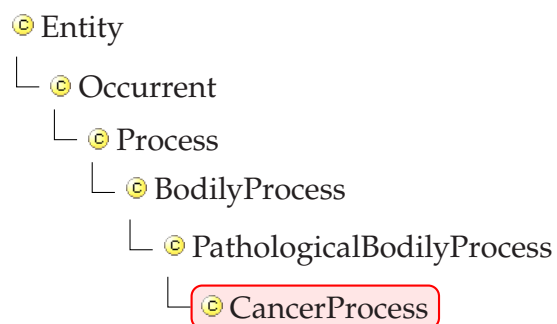 Entity
Occurrent
Process
BodilyProcess
PathologicalBodilyProcess
CancerProcess